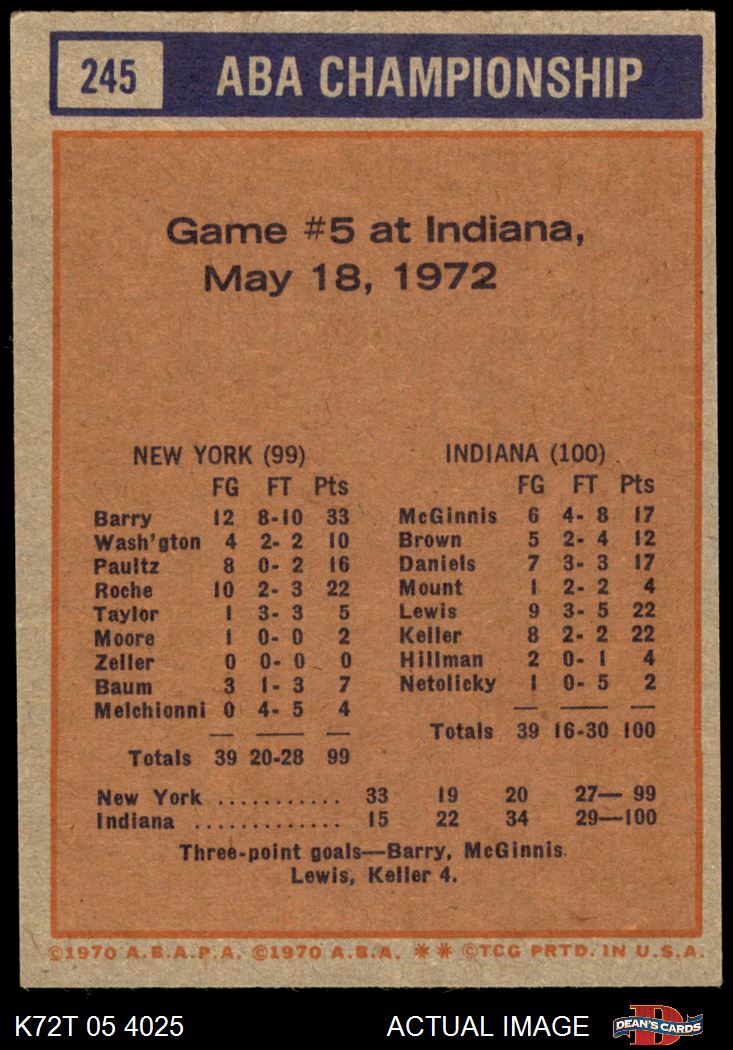 245 ABA CHAMPIONSHIP
Game #5 at Indiana,
May 18, 1972
NEW YORK (99)
FG FT Pts
Barry 12 8-10 33
Wash'gton 4 2- 2 10
Paultz 8 0- 2 16
Roche 10 2- 3 22
Taylor 1 3- 3 5
Moore 1 0- 0 2
Zeller 0 0- 0 0
Baum 3 1- 3 7
Melchionni 0 4- 5 4
Totals 39 20-28 99
INDIANA (100)
FG FT Pts
McGinnis 6 4- 8 17
Brown 5 2- 4 12
Daniels 7 3- 3 17
Mount 1 2- 2 4
Lewis 9 3- 5 22
Keller 8 2- 2 22
Hillman 2 0- 1 4
Netolicky 1 0- 5 2
Totals 39 16-30 100
New York ........... 33 19 20 27— 99
Indiana ............. 15 22 34 29—100
Three-point goals—Barry, McGinnis
Lewis, Keller 4.
©1970 A.B.A.P.A. ©1970 A.B.A. ✳✳ ©TCG PRTD. IN U.S.A.
K72T 05 4025 ACTUAL IMAGE D DEAN'S CARDS